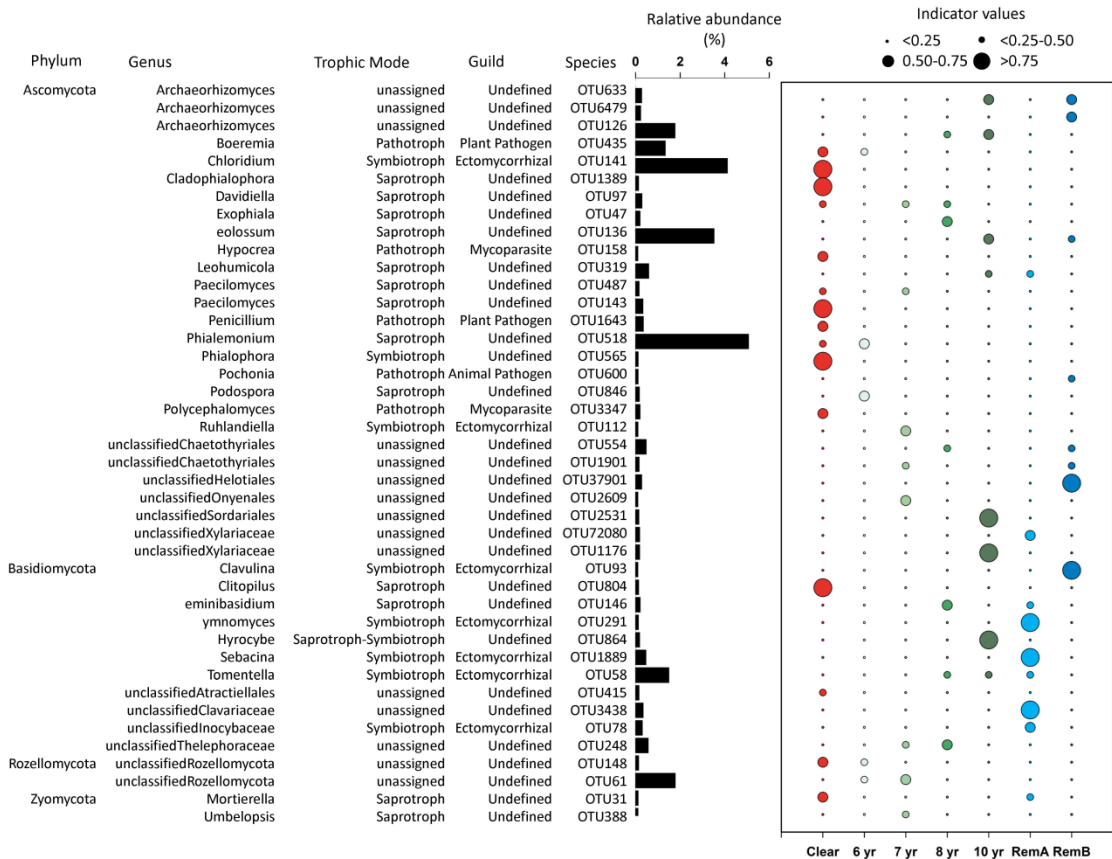 Ralative abundance
(%)
Indicator values
<0.25
<0.25-0.50
0.50-0.75
>0.75
Phylum Genus Trophic Mode Guild Species
0 2 4 6
Ascomycota Archaeorhizomyces unassigned Undefined OTU633
Archaeorhizomyces unassigned Undefined OTU6479
Archaeorhizomyces unassigned Undefined OTU126
Boeremia Pathotroph Plant Pathogen OTU435
Chloridium Symbiotroph Ectomycorrhizal OTU141
Cladophialophora Saprotroph Undefined OTU1389
Davidiella Saprotroph Undefined OTU97
Exophiala Saprotroph Undefined OTU47
eolossum Saprotroph Undefined OTU136
Hypocrea Pathotroph Mycoparasite OTU158
Leohumicola Saprotroph Undefined OTU319
Paecilomyces Saprotroph Undefined OTU487
Paecilomyces Saprotroph Undefined OTU143
Penicillium Pathotroph Plant Pathogen OTU1643
Phialemonium Saprotroph Undefined OTU518
Phialophora Symbiotroph Undefined OTU565
Pochonia Pathotroph Animal Pathogen OTU600
Podospora Saprotroph Undefined OTU846
Polycephalomyces Pathotroph Mycoparasite OTU3347
Ruhlandiella Symbiotroph Ectomycorrhizal OTU112
unclassifiedChaetothyriales unassigned Undefined OTU554
unclassifiedChaetothyriales unassigned Undefined OTU1901
unclassifiedHelotiales unassigned Undefined OTU37901
unclassifiedOnyenales unassigned Undefined OTU2609
unclassifiedSordariales unassigned Undefined OTU2531
unclassifiedXylariaceae unassigned Undefined OTU72080
unclassifiedXylariaceae unassigned Undefined OTU1176
Basidiomycota Clavulina Symbiotroph Ectomycorrhizal OTU93
Clitopilus Saprotroph Undefined OTU804
eminibasidium Saprotroph Undefined OTU146
ymnomyces Symbiotroph Ectomycorrhizal OTU291
Hyrocybe Saprotroph-Symbiotroph Undefined OTU864
Sebacina Symbiotroph Ectomycorrhizal OTU1889
Tomentella Symbiotroph Ectomycorrhizal OTU58
unclassifiedAtractiellales unassigned Undefined OTU415
unclassifiedClavariaceae unassigned Undefined OTU3438
unclassifiedInocybaceae Symbiotroph Ectomycorrhizal OTU78
unclassifiedThelephoraceae unassigned Undefined OTU248
Rozellomycota unclassifiedRozellomycota unassigned Undefined OTU148
unclassifiedRozellomycota unassigned Undefined OTU61
Zyomycota Mortierella Saprotroph Undefined OTU31
Umbelopsis Saprotroph Undefined OTU388
Clear 6 yr 7 yr 8 yr 10 yr RemA RemB